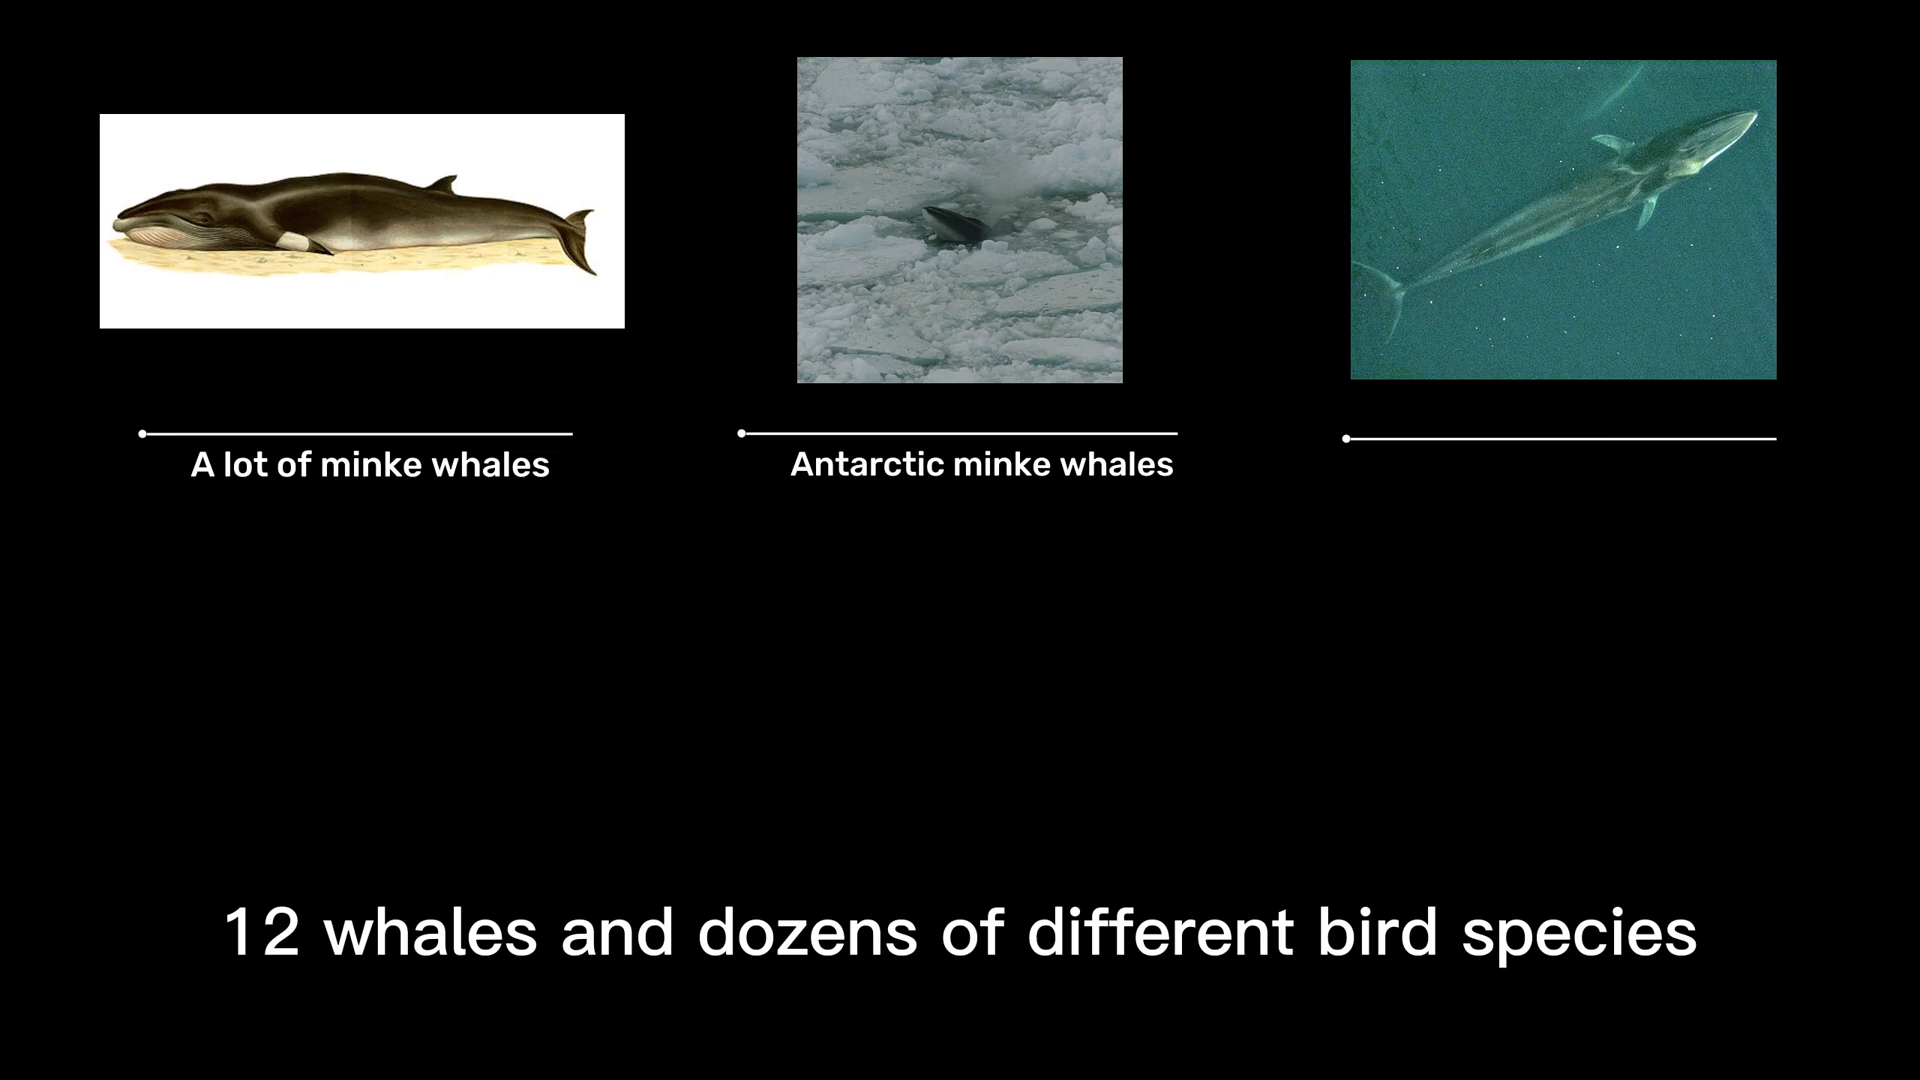 A lot of minke whales
Antarctic minke whales
12 whales and dozens of different bird species